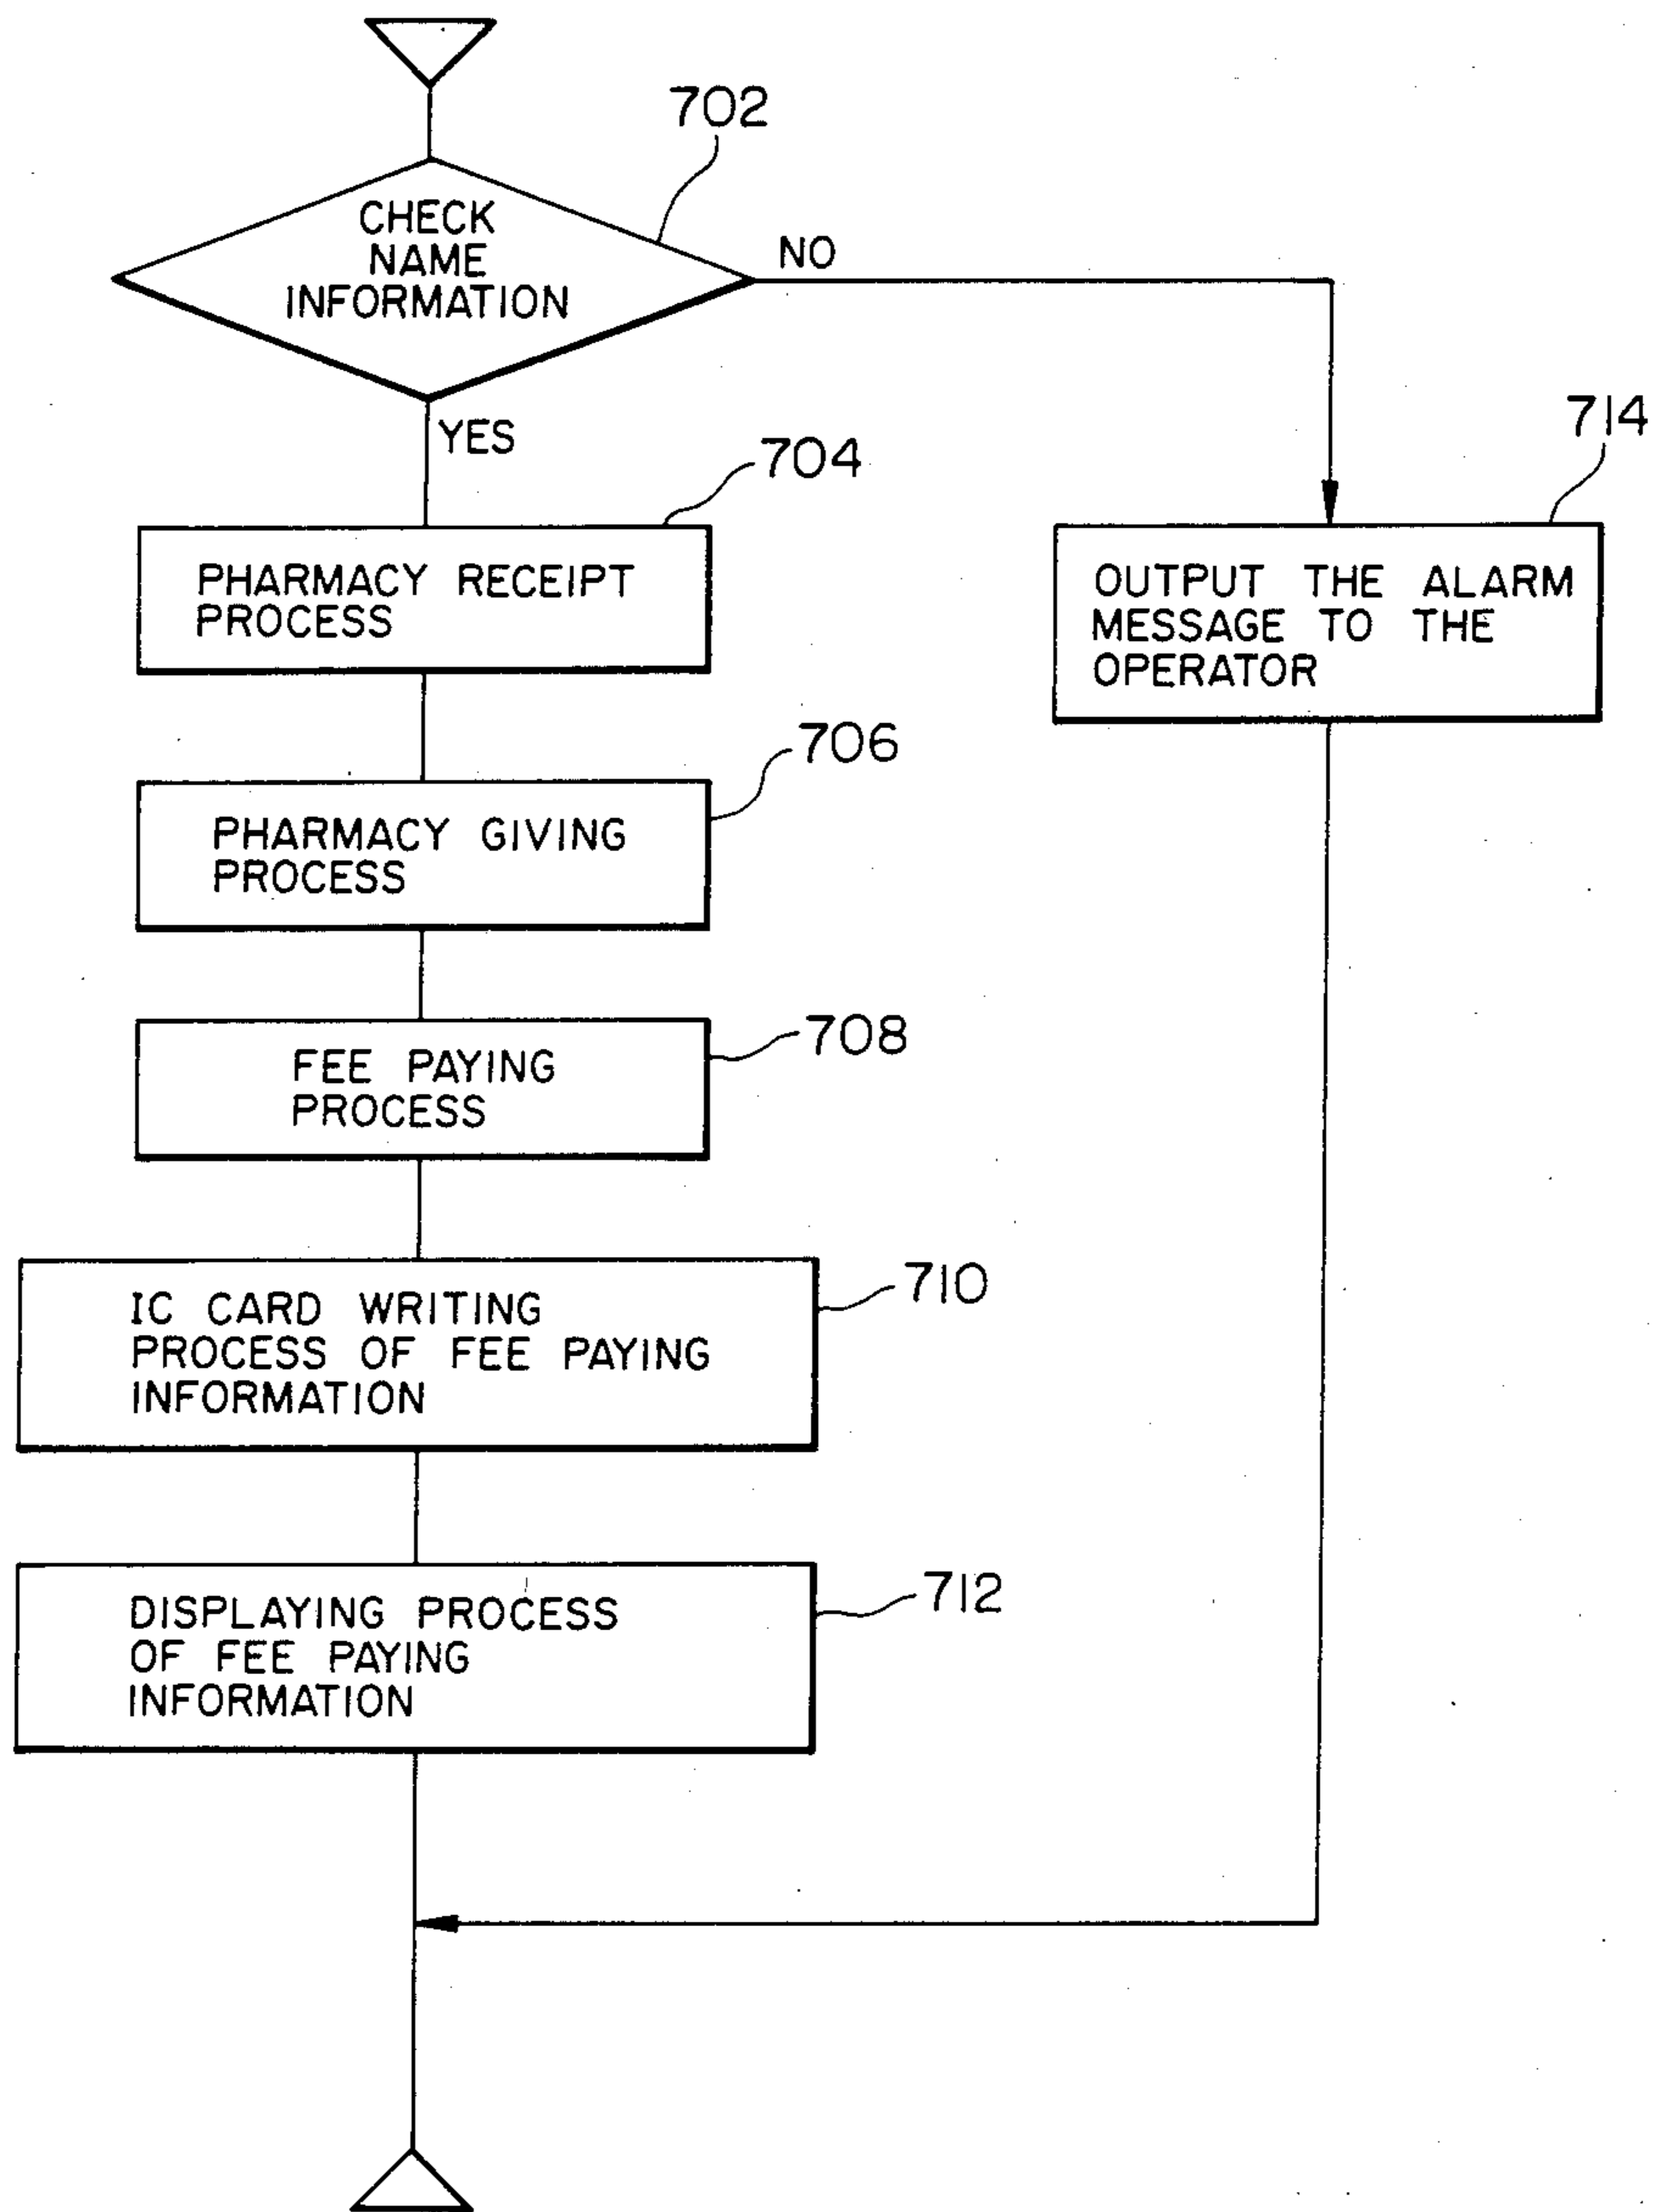 702
CHECK
NAME
INFORMATION
NO
YES
704
PHARMACY RECEIPT
PROCESS
714
OUTPUT THE ALARM
MESSAGE TO THE
OPERATOR
706
PHARMACY GIVING
PROCESS
708
FEE PAYING
PROCESS
710
IC CARD WRITING
PROCESS OF FEE PAYING
INFORMATION
712
DISPLAYING PROCESS
OF FEE PAYING
INFORMATION